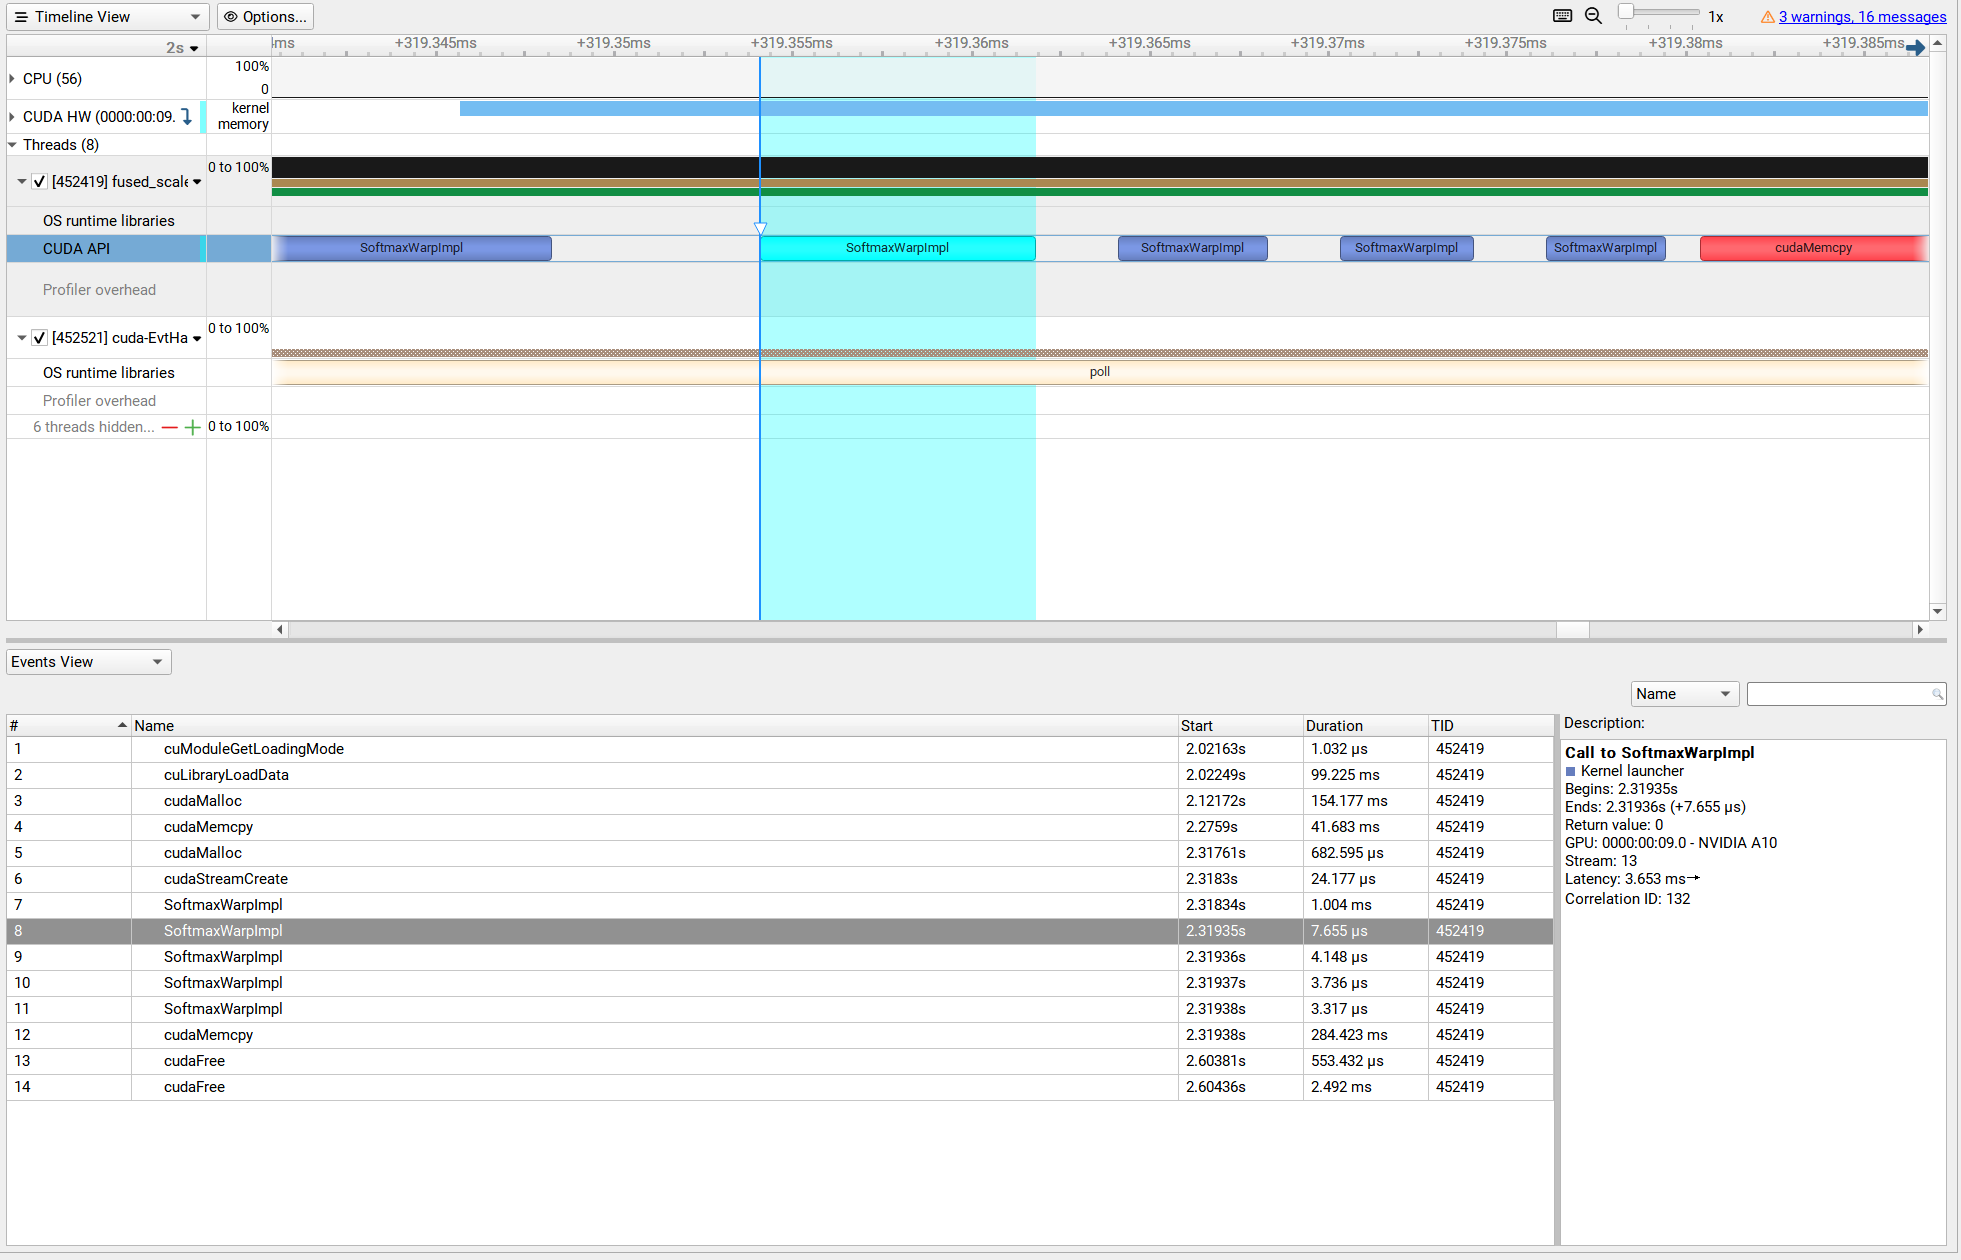 Timeline View
Options...
1x
3 warnings, 16 messages
2s
+319.345ms
+319.35ms
+319.355ms
+319.36ms
+319.365ms
+319.37ms
+319.375ms
+319.38ms
+319.385ms
CPU (56)
100%
0
CUDA HW (0000:00:09.
kernel
memory
Threads (8)
[452419] fused_scale
0 to 100%
OS runtime libraries
CUDA API
SoftmaxWarpImpl
SoftmaxWarpImpl
SoftmaxWarpImpl
SoftmaxWarpImpl
SoftmaxWarpImpl
cudaMemcpy
Profiler overhead
[452521] cuda-EvtHa
0 to 100%
OS runtime libraries
poll
Profiler overhead
6 threads hidden...
0 to 100%
Events View
Name
# Name Start Duration TID
1 cuModuleGetLoadingMode 2.02163s 1.032 µs 452419
2 cuLibraryLoadData 2.02249s 99.225 ms 452419
3 cudaMalloc 2.12172s 154.177 ms 452419
4 cudaMemcpy 2.2759s 41.683 ms 452419
5 cudaMalloc 2.31761s 682.595 µs 452419
6 cudaStreamCreate 2.3183s 24.177 µs 452419
7 SoftmaxWarpImpl 2.31834s 1.004 ms 452419
8 SoftmaxWarpImpl 2.31935s 7.655 µs 452419
9 SoftmaxWarpImpl 2.31936s 4.148 µs 452419
10 SoftmaxWarpImpl 2.31937s 3.736 µs 452419
11 SoftmaxWarpImpl 2.31938s 3.317 µs 452419
12 cudaMemcpy 2.31938s 284.423 ms 452419
13 cudaFree 2.60381s 553.432 µs 452419
14 cudaFree 2.60436s 2.492 ms 452419
Description:
Call to SoftmaxWarpImpl
Kernel launcher
Begins: 2.31935s
Ends: 2.31936s (+7.655 µs)
Return value: 0
GPU: 0000:00:09.0 - NVIDIA A10
Stream: 13
Latency: 3.653 ms→
Correlation ID: 132